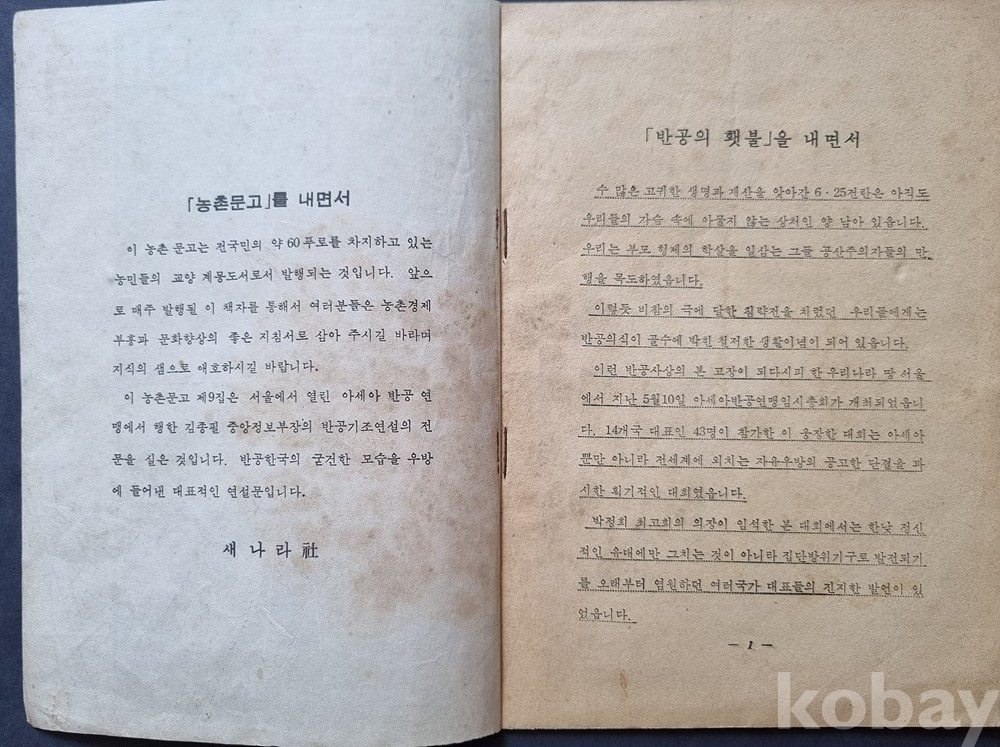 「농촌문고」를 내면서
이 농촌 문고는 전국민의 약 60푸로를 차지하고 있는
농민들의 교양 계몽도서로서 발행되는 것입니다. 앞으
로 매주 발행될 이 책자를 통해서 여러분들은 농촌경제
부흥과 문화향상의 좋은 지침서로 삼아 주시길 바라며
지식의 샘으로 애호하시길 바랍니다.
이 농촌문고 제9집은 서울에서 열린 아세아 반공 연
맹에서 행한 김종필 중앙정보부장의 반공기조연설의 전
문을 실은 것입니다. 반공한국의 굳건한 모습을 우방
에 들어낸 대표적인 연설문입니다.
새나라社
「반공의 횃불」을 내면서
수 많은 고귀한 생명과 재산을 앗아간 6·25전란은 아직도
우리들의 가슴 속에 아물지 않는 상처인 양 남아 있읍니다.
우리는 부모 형제의 학살을 일삼는 그들 공산주의자들의 만
행을 목도하였읍니다.
이렇듯 비참의 극에 달한 침략전을 치렀던 우리들에게는
반공의식이 골수에 박힌 철저한 생활이념이 되어 있읍니다.
이런 반공사상의 본 고장이 되다시피 한 우리나라 땅 서울
에서 지난 5월10일 아세아반공연맹임시총회가 개최되었읍니
다. 14개국 대표인 43명이 참가한 이 웅장한 대회는 아세아
뿐만 아니라 전세계에 외치는 자유우방의 공고한 단결을 과
시한 획기적인 대회였읍니다.
박정희 최고회의 의장이 임석한 본 대회에서는 한낱 정신
적인 유대에만 그치는 것이 아니라 집단방위기구로 발전되기
를 오래부터 염원하던 여러국가 대표들의 진지한 발언이 있
었읍니다.
— 1 —
kobay